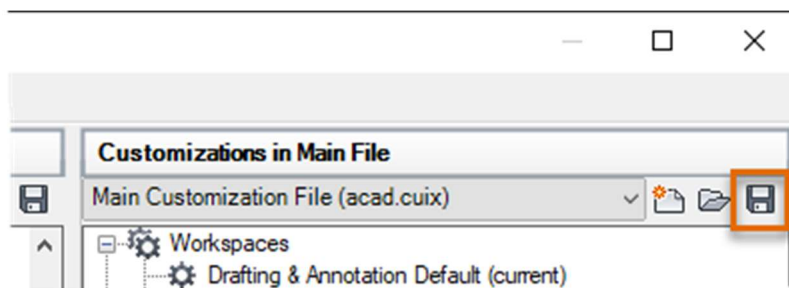 Customizations in Main File
Main Customization File (acad.cuix)
Workspaces
Drafting & Annotation Default (current)